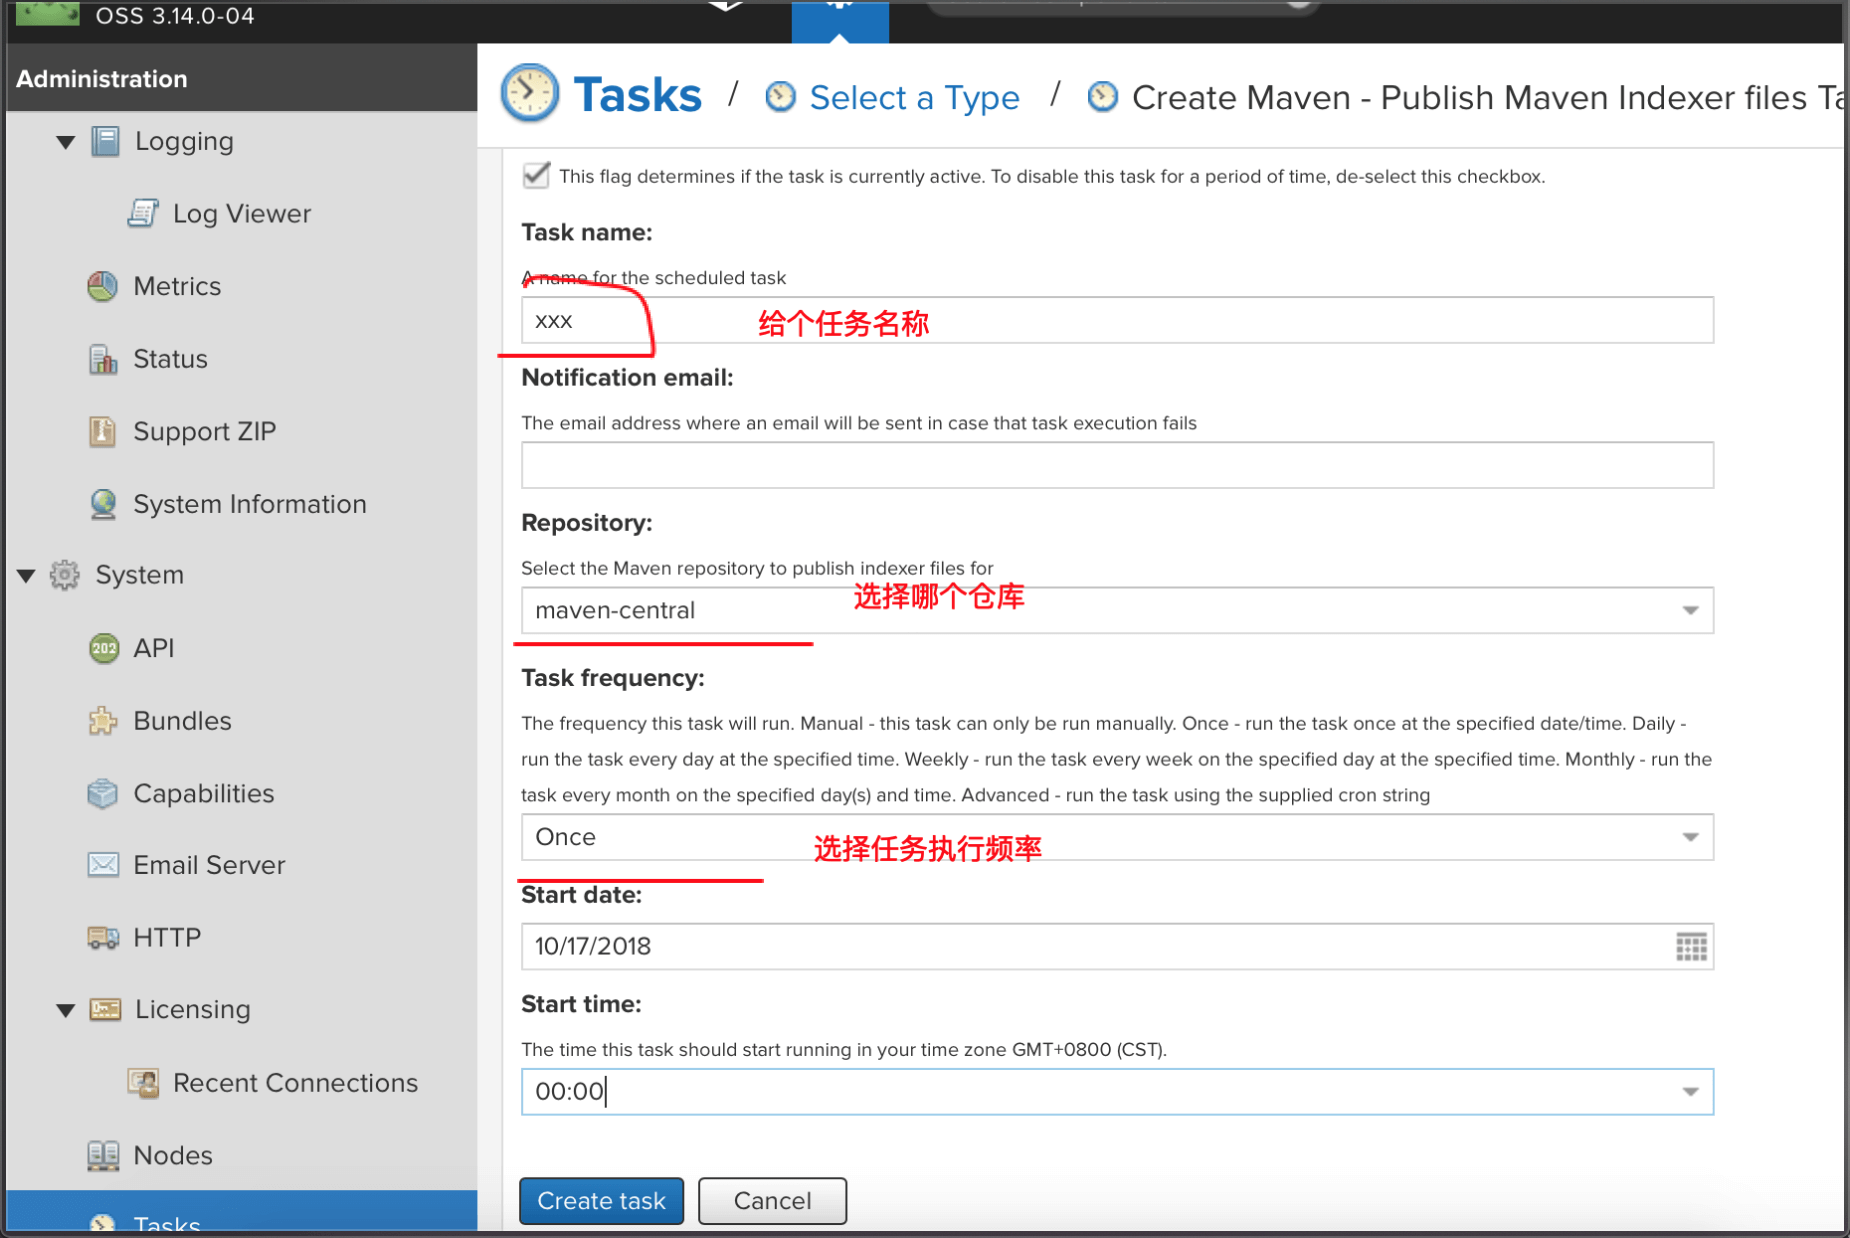 OSS 3.14.0-04
Administration
Logging
Log Viewer
Metrics
Status
Support ZIP
System Information
System
202
API
Bundles
Capabilities
Email Server
HTTP
Licensing
Recent Connections
Nodes
Tasks
Tasks / Select a Type / Create Maven - Publish Maven Indexer files Ta
This flag determines if the task is currently active. To disable this task for a period of time, de-select this checkbox.
Task name:
A name for the scheduled task
xxx 给个任务名称
Notification email:
The email address where an email will be sent in case that task execution fails
Repository:
Select the Maven repository to publish indexer files for
maven-central 选择哪个仓库
Task frequency:
The frequency this task will run. Manual - this task can only be run manually. Once - run the task once at the specified date/time. Daily -
run the task every day at the specified time. Weekly - run the task every week on the specified day at the specified time. Monthly - run the
task every month on the specified day(s) and time. Advanced - run the task using the supplied cron string
Once 选择任务执行频率
Start date:
10/17/2018
Start time:
The time this task should start running in your time zone GMT+0800 (CST).
00:00
Create task Cancel